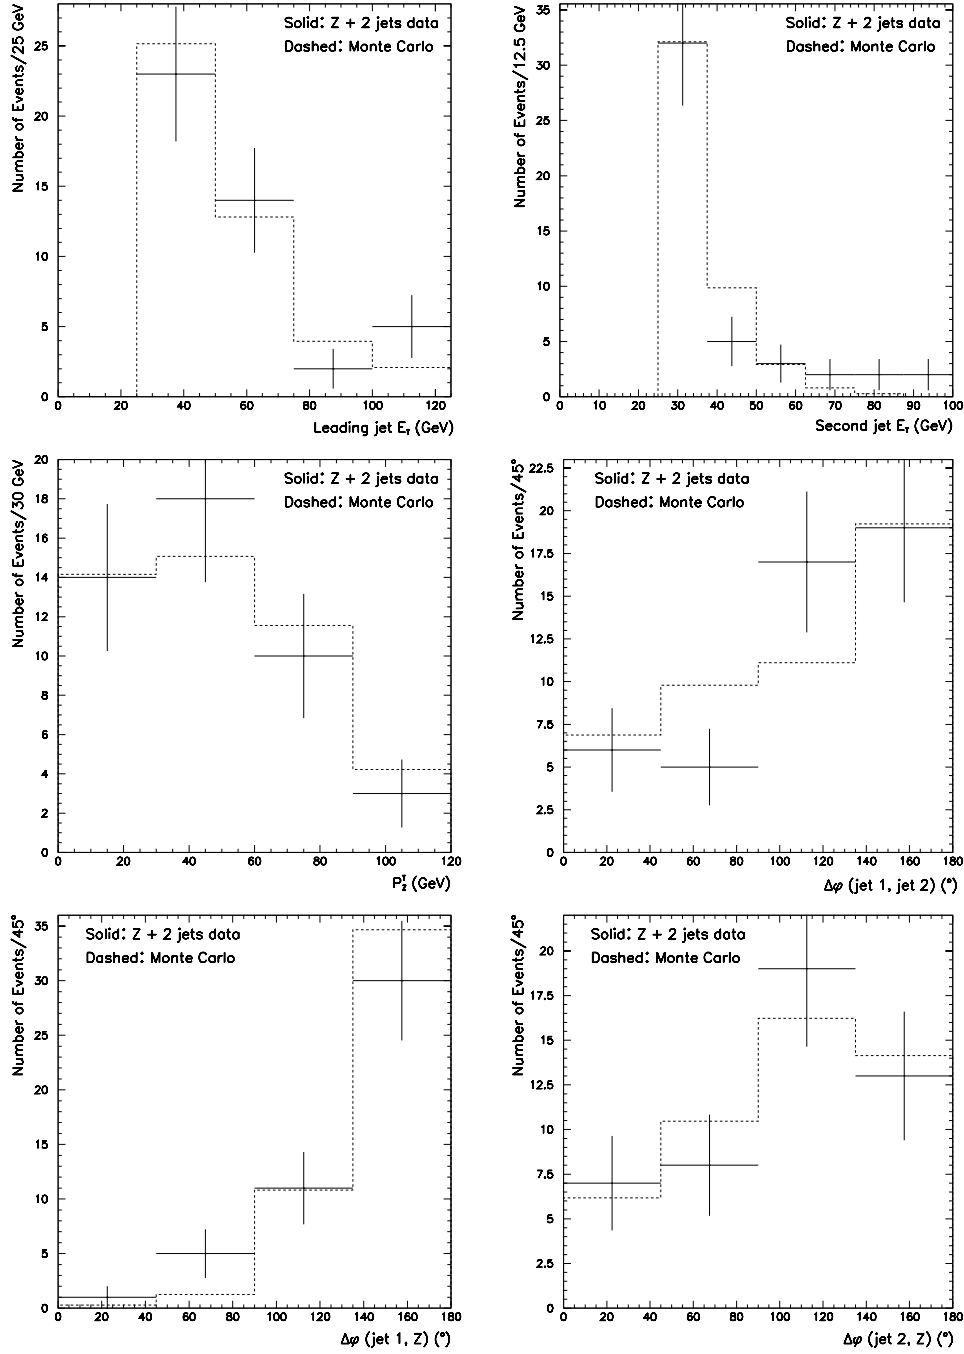 Solid: Z + 2 jets data
Dashed: Monte Carlo
Number of Events/25 GeV
25
20
15
10
5
0
0 20 40 60 80 100 120
Leading jet E_T (GeV)
Solid: Z + 2 jets data
Dashed: Monte Carlo
Number of Events/12.5 GeV
35
30
25
20
15
10
5
0
0 10 20 30 40 50 60 70 80 90 100
Second jet E_T (GeV)
Solid: Z + 2 jets data
Dashed: Monte Carlo
Number of Events/30 GeV
20
18
16
14
12
10
8
6
4
2
0
0 20 40 60 80 100 120
P_Z^T (GeV)
Solid: Z + 2 jets data
Dashed: Monte Carlo
Number of Events/45°
22.5
20
17.5
15
12.5
10
7.5
5
2.5
0
0 20 40 60 80 100 120 140 160 180
Δφ (jet 1, jet 2) (°)
Solid: Z + 2 jets data
Dashed: Monte Carlo
Number of Events/45°
35
30
25
20
15
10
5
0
0 20 40 60 80 100 120 140 160 180
Δφ (jet 1, Z) (°)
Solid: Z + 2 jets data
Dashed: Monte Carlo
Number of Events/45°
20
17.5
15
12.5
10
7.5
5
2.5
0
0 20 40 60 80 100 120 140 160 180
Δφ (jet 2, Z) (°)